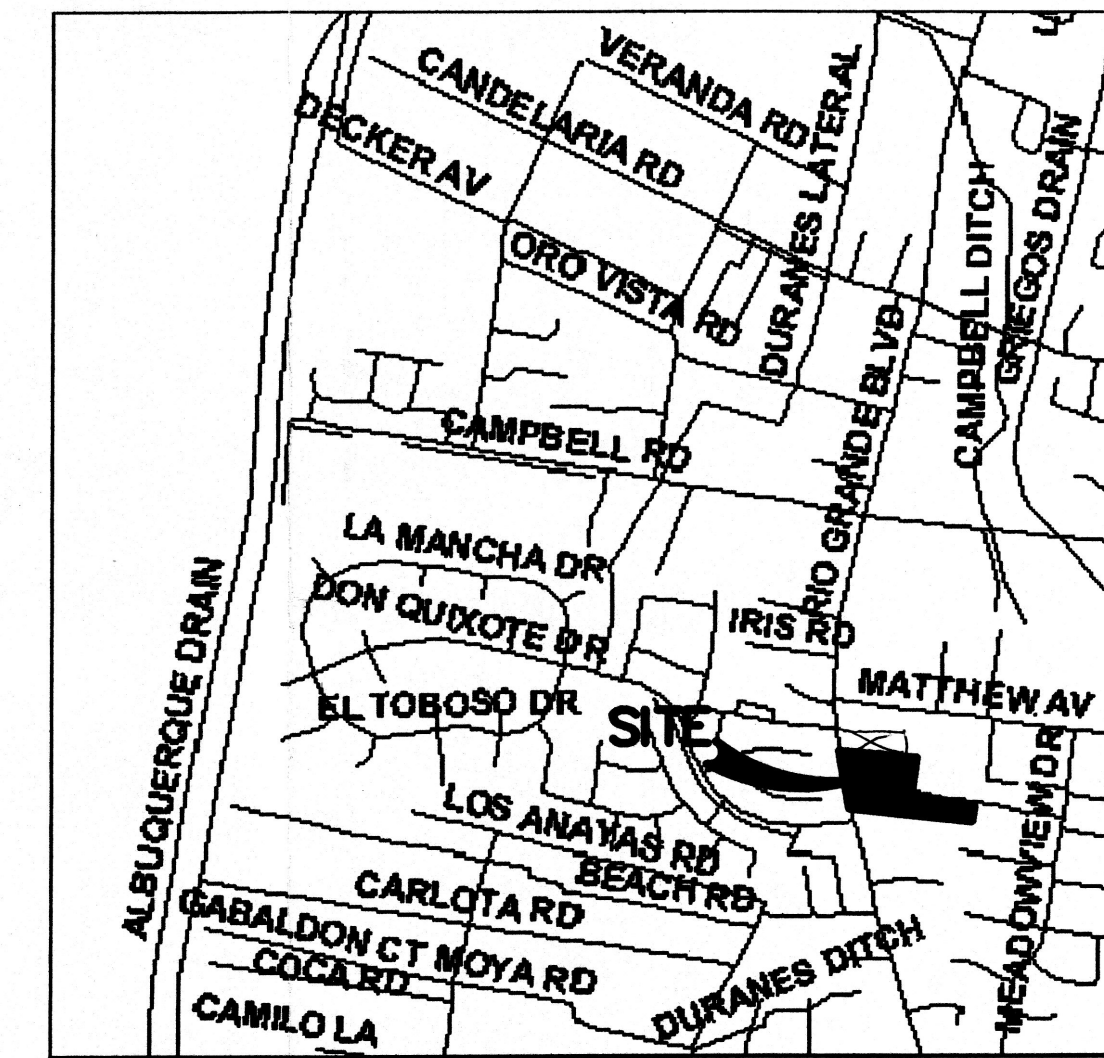 VERANDA RD
CANDELARIA RD
DECKER AV
DURANES LATERAL
ORO VISTA RD
CAMPBELL DITCH
GRIEGOS DRAIN
RIO GRANDE BLVD
CAMPBELL RD
LA MANCHA DR
DON QUIXOTE DR
IRIS RD
MATTHEW AV
EL TOBOSO DR
SITE
ALBUQUERQUE DRAIN
MEADOWVIEW DR
LOS ANAYAS RD
BEACH RD
CARLOTA RD
GABALDON CT MOYA RD
COCA RD
DURANES DITCH
CAMILO LA